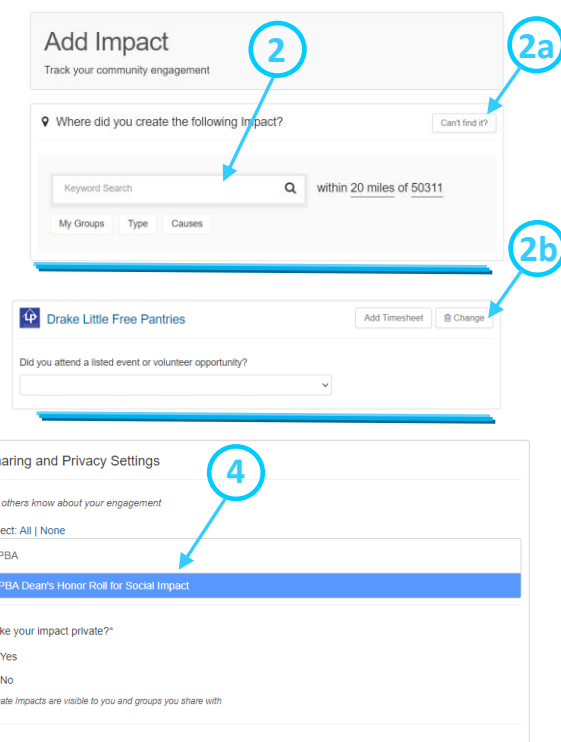 Add Impact
2
2a
Track your community engagement
Where did you create the following Impact?
Can't find it?
Keyword Search
within 20 miles of 50311
My Groups Type Causes
2b
LP
Drake Little Free Pantries
Add Timesheet
Change
Did you attend a listed event or volunteer opportunity?
and Privacy Settings
4
others know about your engagement
All | None
PBA
PBA Dean's Honor Roll for Social Impact
your impact private?*
Yes
No
Impacts are visible to you and groups you share with